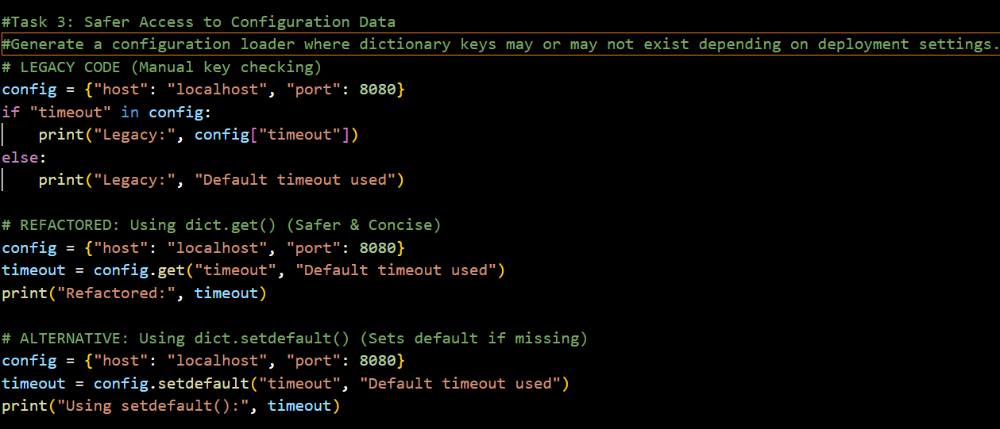 #Task 3: Safer Access to Configuration Data
#Generate a configuration loader where dictionary keys may or may not exist depending on deployment settings.
# LEGACY CODE (Manual key checking)
config = {"host": "localhost", "port": 8080}
if "timeout" in config:
    print("Legacy:", config["timeout"])
else:
    print("Legacy:", "Default timeout used")

# REFACTORED: Using dict.get() (Safer & Concise)
config = {"host": "localhost", "port": 8080}
timeout = config.get("timeout", "Default timeout used")
print("Refactored:", timeout)

# ALTERNATIVE: Using dict.setdefault() (Sets default if missing)
config = {"host": "localhost", "port": 8080}
timeout = config.setdefault("timeout", "Default timeout used")
print("Using setdefault():", timeout)